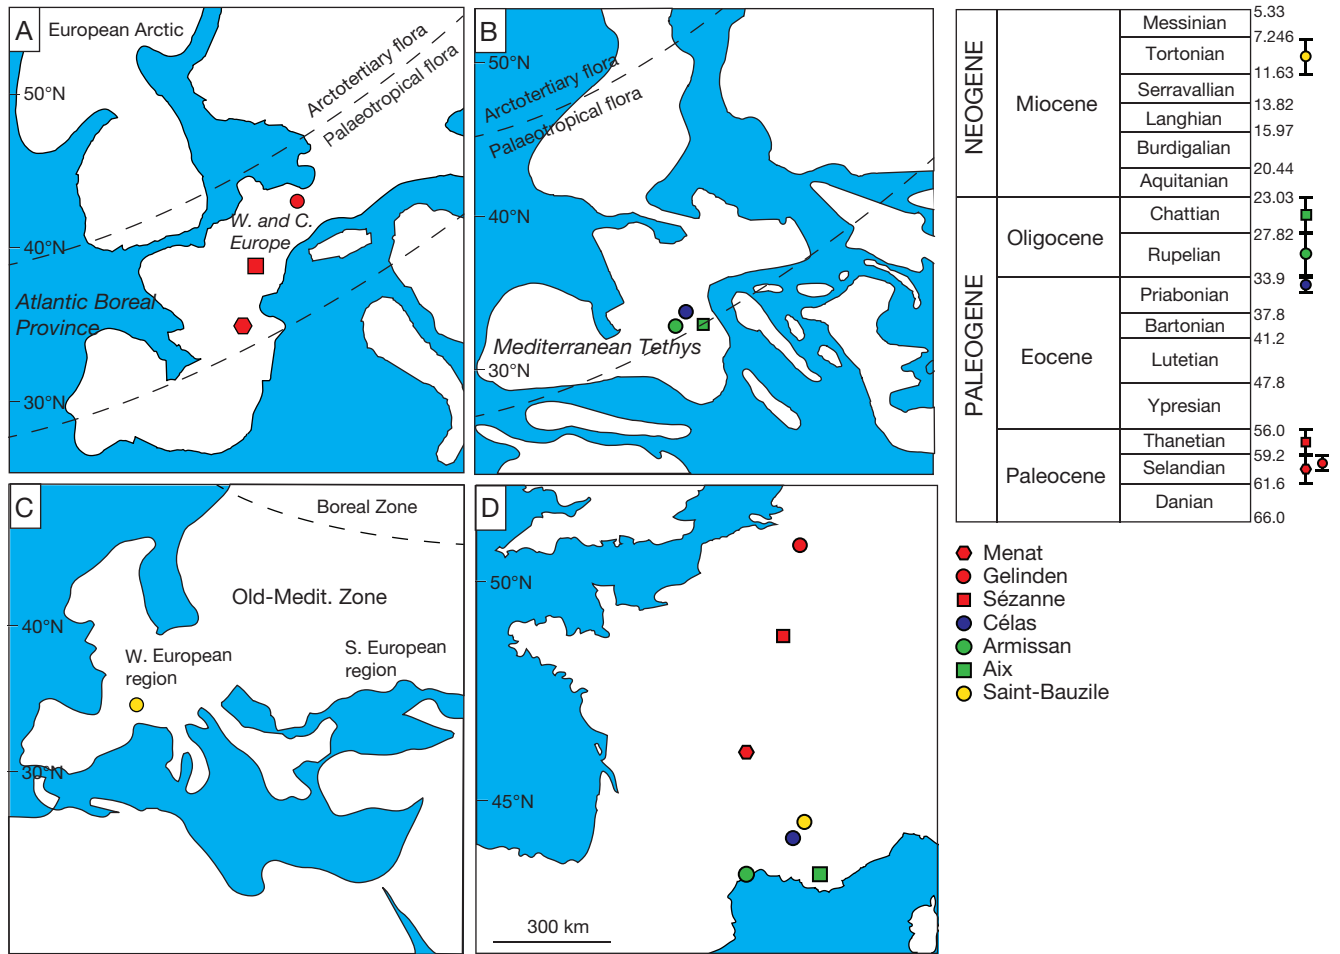 A
European Arctic
50°N
Arctotertiary flora
Palaeotropical flora
W. and C.
Europe
40°N
Atlantic Boreal
Province
30°N
B
50°N
Arctotertiary flora
Palaeotropical flora
40°N
Mediterranean Tethys
30°N
C
Boreal Zone
Old-Medit. Zone
40°N
W. European
region
S. European
region
30°N
D
50°N
45°N
300 km
NEOGENE
PALEOGENE
Miocene
Oligocene
Eocene
Paleocene
Messinian
Tortonian
Serravallian
Langhian
Burdigalian
Aquitanian
Chattian
Rupelian
Priabonian
Bartonian
Lutetian
Ypresian
Thanetian
Selandian
Danian
5.33
7.246
11.63
13.82
15.97
20.44
23.03
27.82
33.9
37.8
41.2
47.8
56.0
59.2
61.6
66.0
Menat
Gelinden
Sézanne
Célas
Armissan
Aix
Saint-Bauzile